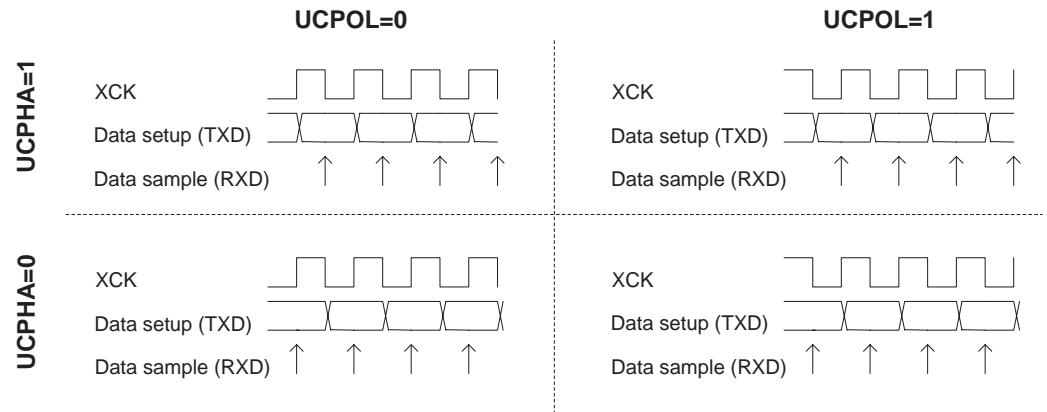 UCPOL=0
UCPOL=1
UCPHA=1
XCK
Data setup (TXD)
Data sample (RXD)
XCK
Data setup (TXD)
Data sample (RXD)
UCPHA=0
XCK
Data setup (TXD)
Data sample (RXD)
XCK
Data setup (TXD)
Data sample (RXD)